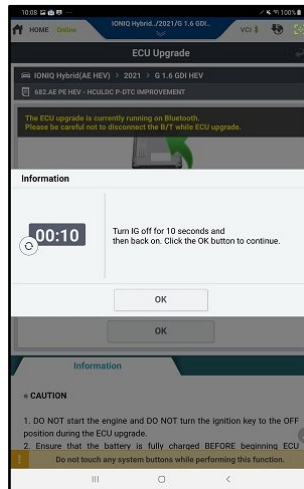 10:08
100%
HOME Online
IONIQ Hybrid../2021/G 1.6 GDI..
VCI
ECU Upgrade
IONIQ Hybrid(AE HEV) > 2021 > G 1.6 GDI HEV
682.AE PE HEV - HCULDC P-DTC IMPROVEMENT
The ECU upgrade is currently running on Bluetooth.
Please be careful not to disconnect the B/T while ECU upgrade.
Information
00:10
Turn IG off for 10 seconds and
then back on. Click the OK button to continue.
OK
OK
Information
※ CAUTION
1. DO NOT start the engine and DO NOT turn the ignition key to the OFF
position during the ECU upgrade.
2. Ensure that the battery is fully charged BEFORE beginning ECU
Do not touch any system buttons while performing this function.